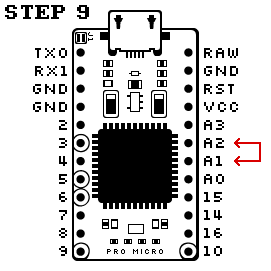 STEP 9
TX0 RAW
RX1 GND
GND RST
GND VCC
2 A3
3 A2
4 A1
5 A0
6 15
7 14
8 16
9 10
PRO MICRO